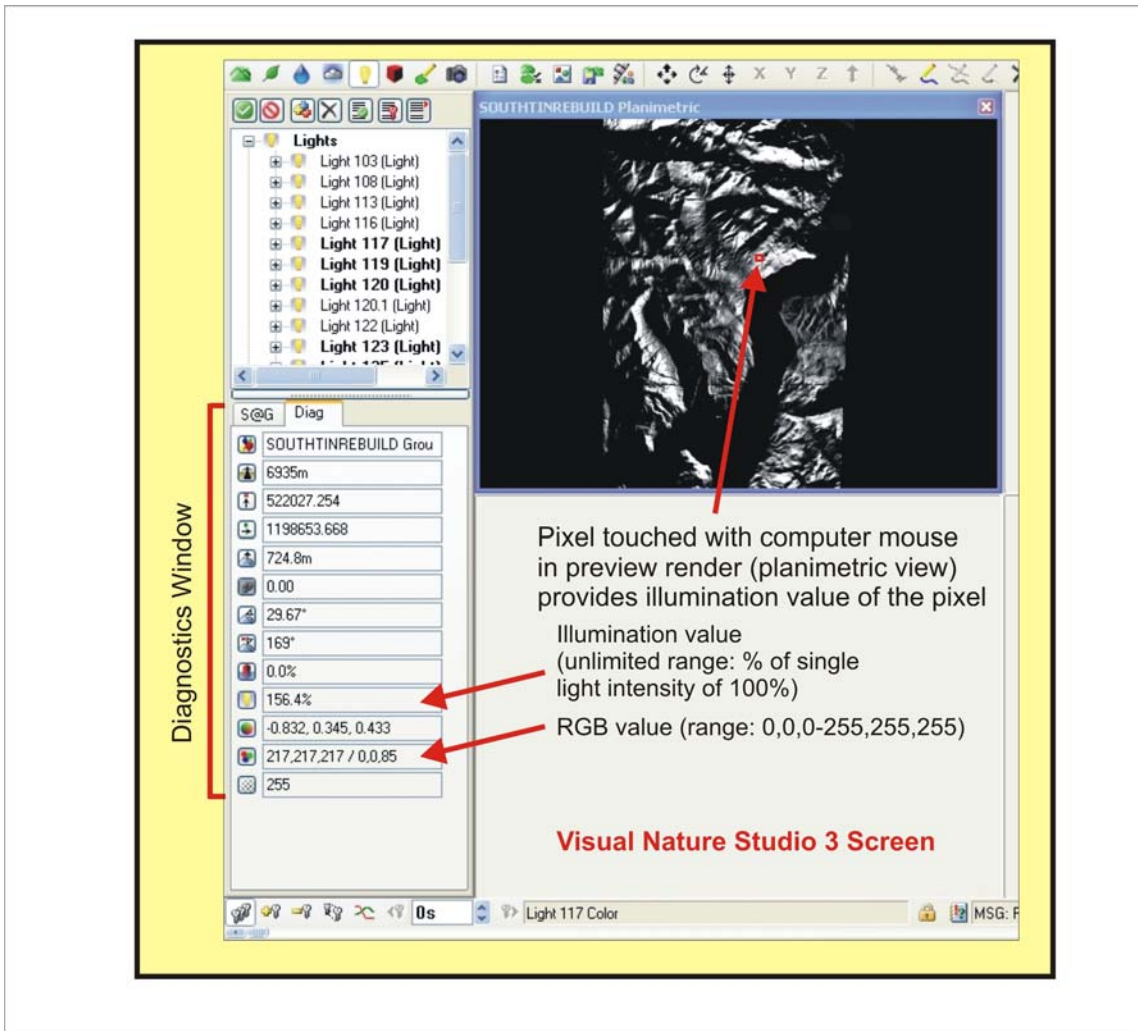 X Y Z
SOUTHTINREBUILD Planimetric
Lights
Light 103 (Light)
Light 108 (Light)
Light 113 (Light)
Light 116 (Light)
Light 117 (Light)
Light 119 (Light)
Light 120 (Light)
Light 120.1 (Light)
Light 122 (Light)
Light 123 (Light)
S@G Diag
Diagnostics Window
SOUTHTINREBUILD Grou
6935m
522027.254
1198653.668
724.8m
0.00
29.67°
169°
0.0%
156.4%
-0.832, 0.345, 0.433
217,217,217 / 0,0,85
255
Pixel touched with computer mouse
in preview render (planimetric view)
provides illumination value of the pixel
Illumination value
(unlimited range: % of single
light intensity of 100%)
RGB value (range: 0,0,0-255,255,255)
Visual Nature Studio 3 Screen
0s
Light 117 Color
MSG: F